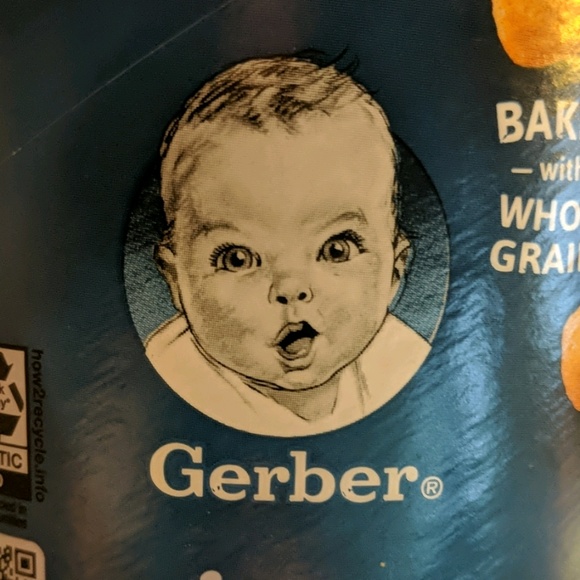 BAK
— with
WHO
GRAI
Gerber®
how2recycle.info
TIC